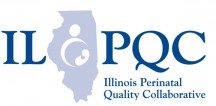 IL PQC
Illinois Perinatal
Quality Collaborative